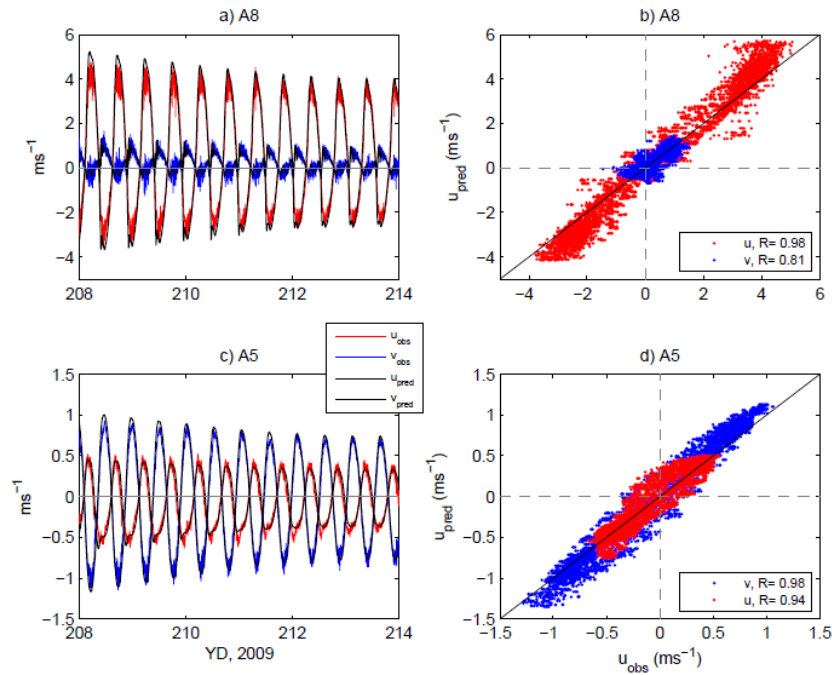 a) A8
6
4
2
0
−2
−4
ms⁻¹
208
210
212
214
b) A8
6
4
2
0
−2
−4
u_pred (ms⁻¹)
−4
−2
0
2
4
6
u, R= 0.98
v, R= 0.81
u_obs
v_obs
u_pred
v_pred
c) A5
1.5
1
0.5
0
−0.5
−1
−1.5
ms⁻¹
208
210
212
214
YD, 2009
d) A5
1.5
1
0.5
0
−0.5
−1
−1.5
u_pred (ms⁻¹)
−1.5
−1
−0.5
0
0.5
1
1.5
u_obs (ms⁻¹)
v, R= 0.98
u, R= 0.94